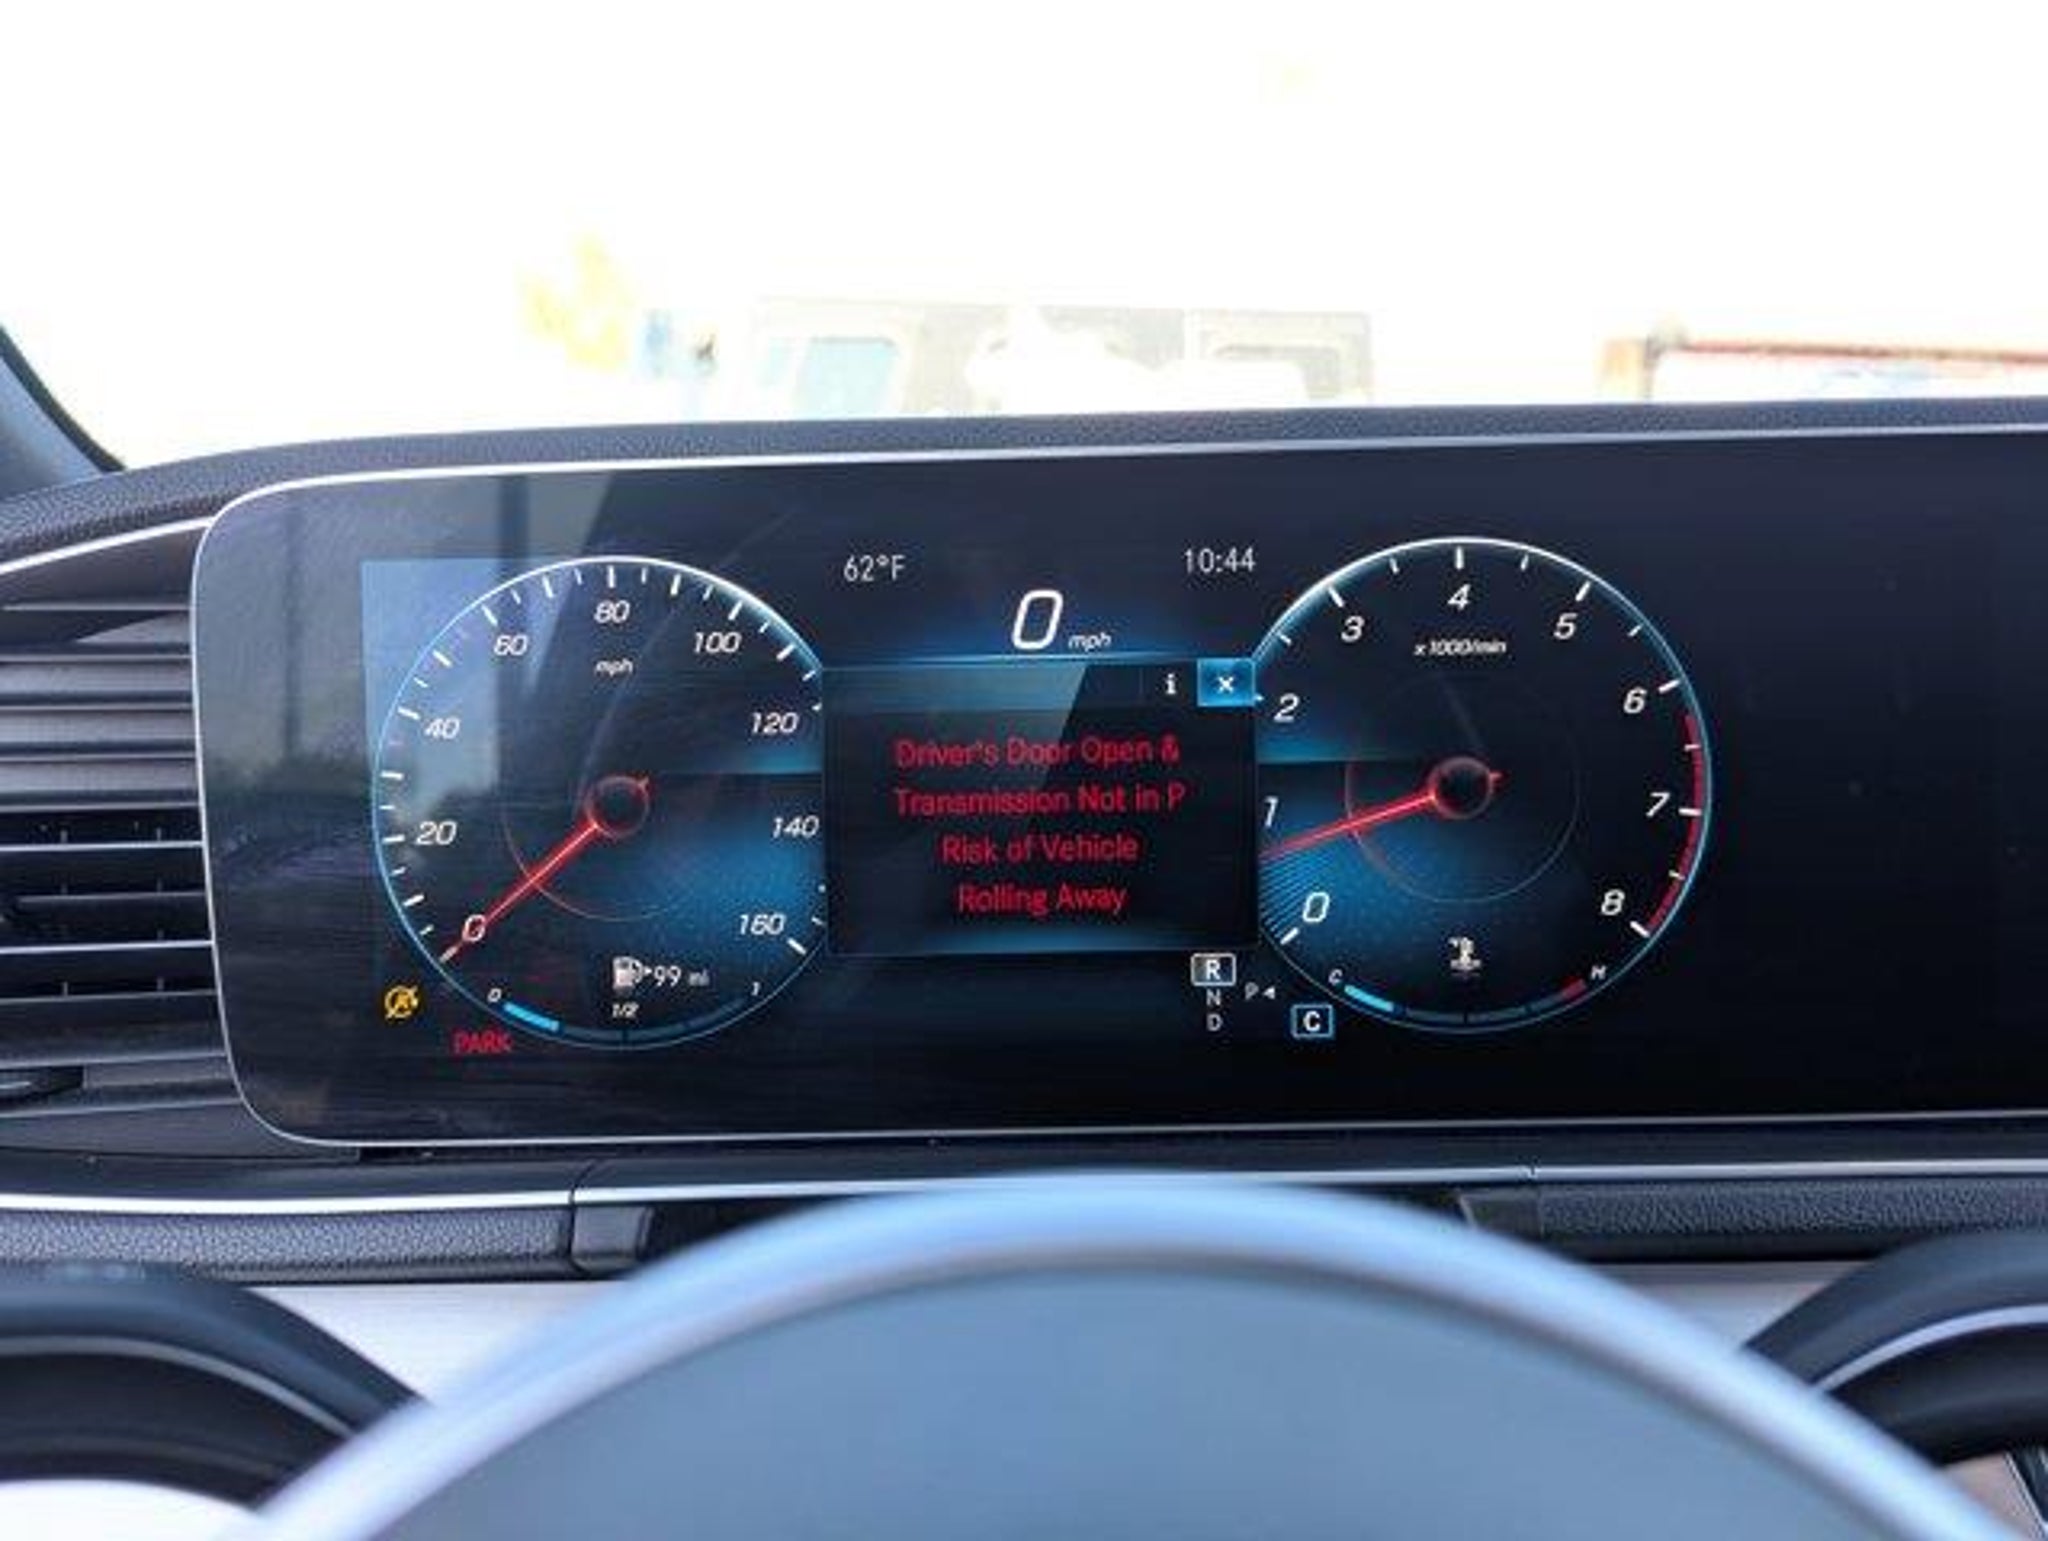 62°F
10:44
0 mph
i
×
Driver's Door Open &
Transmission Not in P
Risk of Vehicle
Rolling Away
0
20
40
60
80
100
120
140
160
mph
99 mi
0
1/2
1
A
PARK
R
N
D
P
C
0
1
2
3
4
5
6
7
8
x 1000/min
C
H